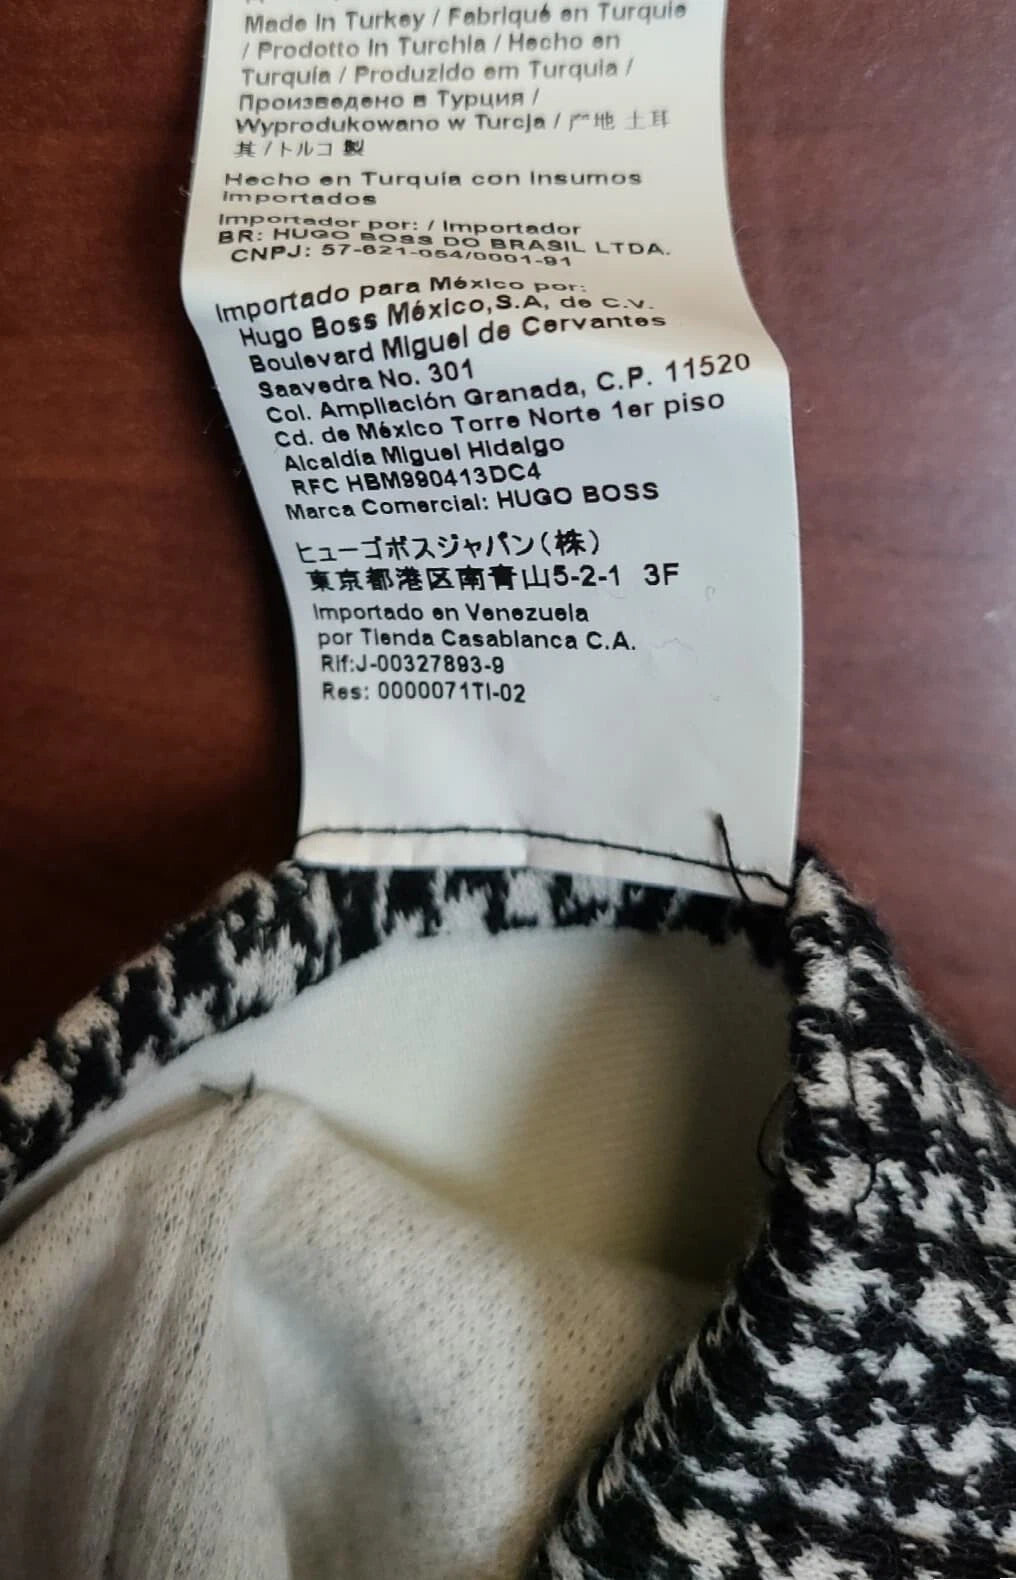 Made in Turkey / Fabriqué en Turquie
/ Prodotto in Turchia / Hecho en
Turquía / Produzido em Turquia /
Произведено в Турция /
Wyprodukowano w Turcja / 产地 土耳
其 / トルコ 製
Hecho en Turquía con Insumos
Importados
Importador por: / Importador
BR: HUGO BOSS DO BRASIL LTDA.
CNPJ: 57-621-054/0001-91
Importado para México por:
Hugo Boss México,S.A, de C.V.
Boulevard Miguel de Cervantes
Saavedra No. 301
Col. Ampliación Granada, C.P. 11520
Cd. de México Torre Norte 1er piso
Alcaldía Miguel Hidalgo
RFC HBM990413DC4
Marca Comercial: HUGO BOSS
ヒューゴボスジャパン(株)
東京都港区南青山5-2-1 3F
Importado en Venezuela
por Tienda Casablanca C.A.
Rif:J-00327893-9
Res: 0000071TI-02